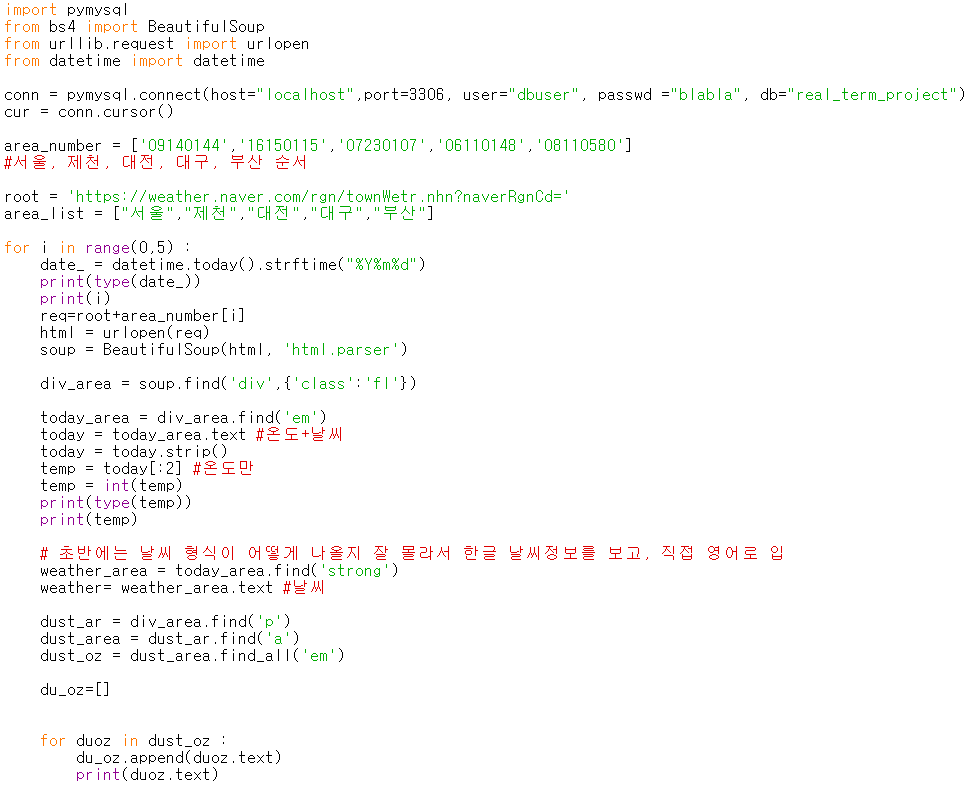 import pymysql
from bs4 import BeautifulSoup
from urllib.request import urlopen
from datetime import datetime

conn = pymysql.connect(host="localhost",port=3306, user="dbuser", passwd ="blabla", db="real_term_project")
cur = conn.cursor()

area_number = ['09140144','16150115','07230107','06110148','08110580']
#서울, 제천, 대전, 대구, 부산 순서

root = 'https://weather.naver.com/rgn/townWetr.nhn?naverRgnCd='
area_list = ["서울","제천","대전","대구","부산"]

for i in range(0,5) :
    date_ = datetime.today().strftime("%Y%m%d")
    print(type(date_))
    print(i)
    req=root+area_number[i]
    html = urlopen(req)
    soup = BeautifulSoup(html, 'html.parser')

    div_area = soup.find('div',{'class':'fl'})

    today_area = div_area.find('em')
    today = today_area.text #온도+날씨
    today = today.strip()
    temp = today[:2] #온도만
    temp = int(temp)
    print(type(temp))
    print(temp)

    # 초반에는 날씨 형식이 어떻게 나올지 잘 몰라서 한글 날씨정보를 보고, 직접 영어로 입
    weather_area = today_area.find('strong')
    weather= weather_area.text #날씨

    dust_ar = div_area.find('p')
    dust_area = dust_ar.find('a')
    dust_oz = dust_area.find_all('em')

    du_oz=[]

    for duoz in dust_oz :
        du_oz.append(duoz.text)
        print(duoz.text)